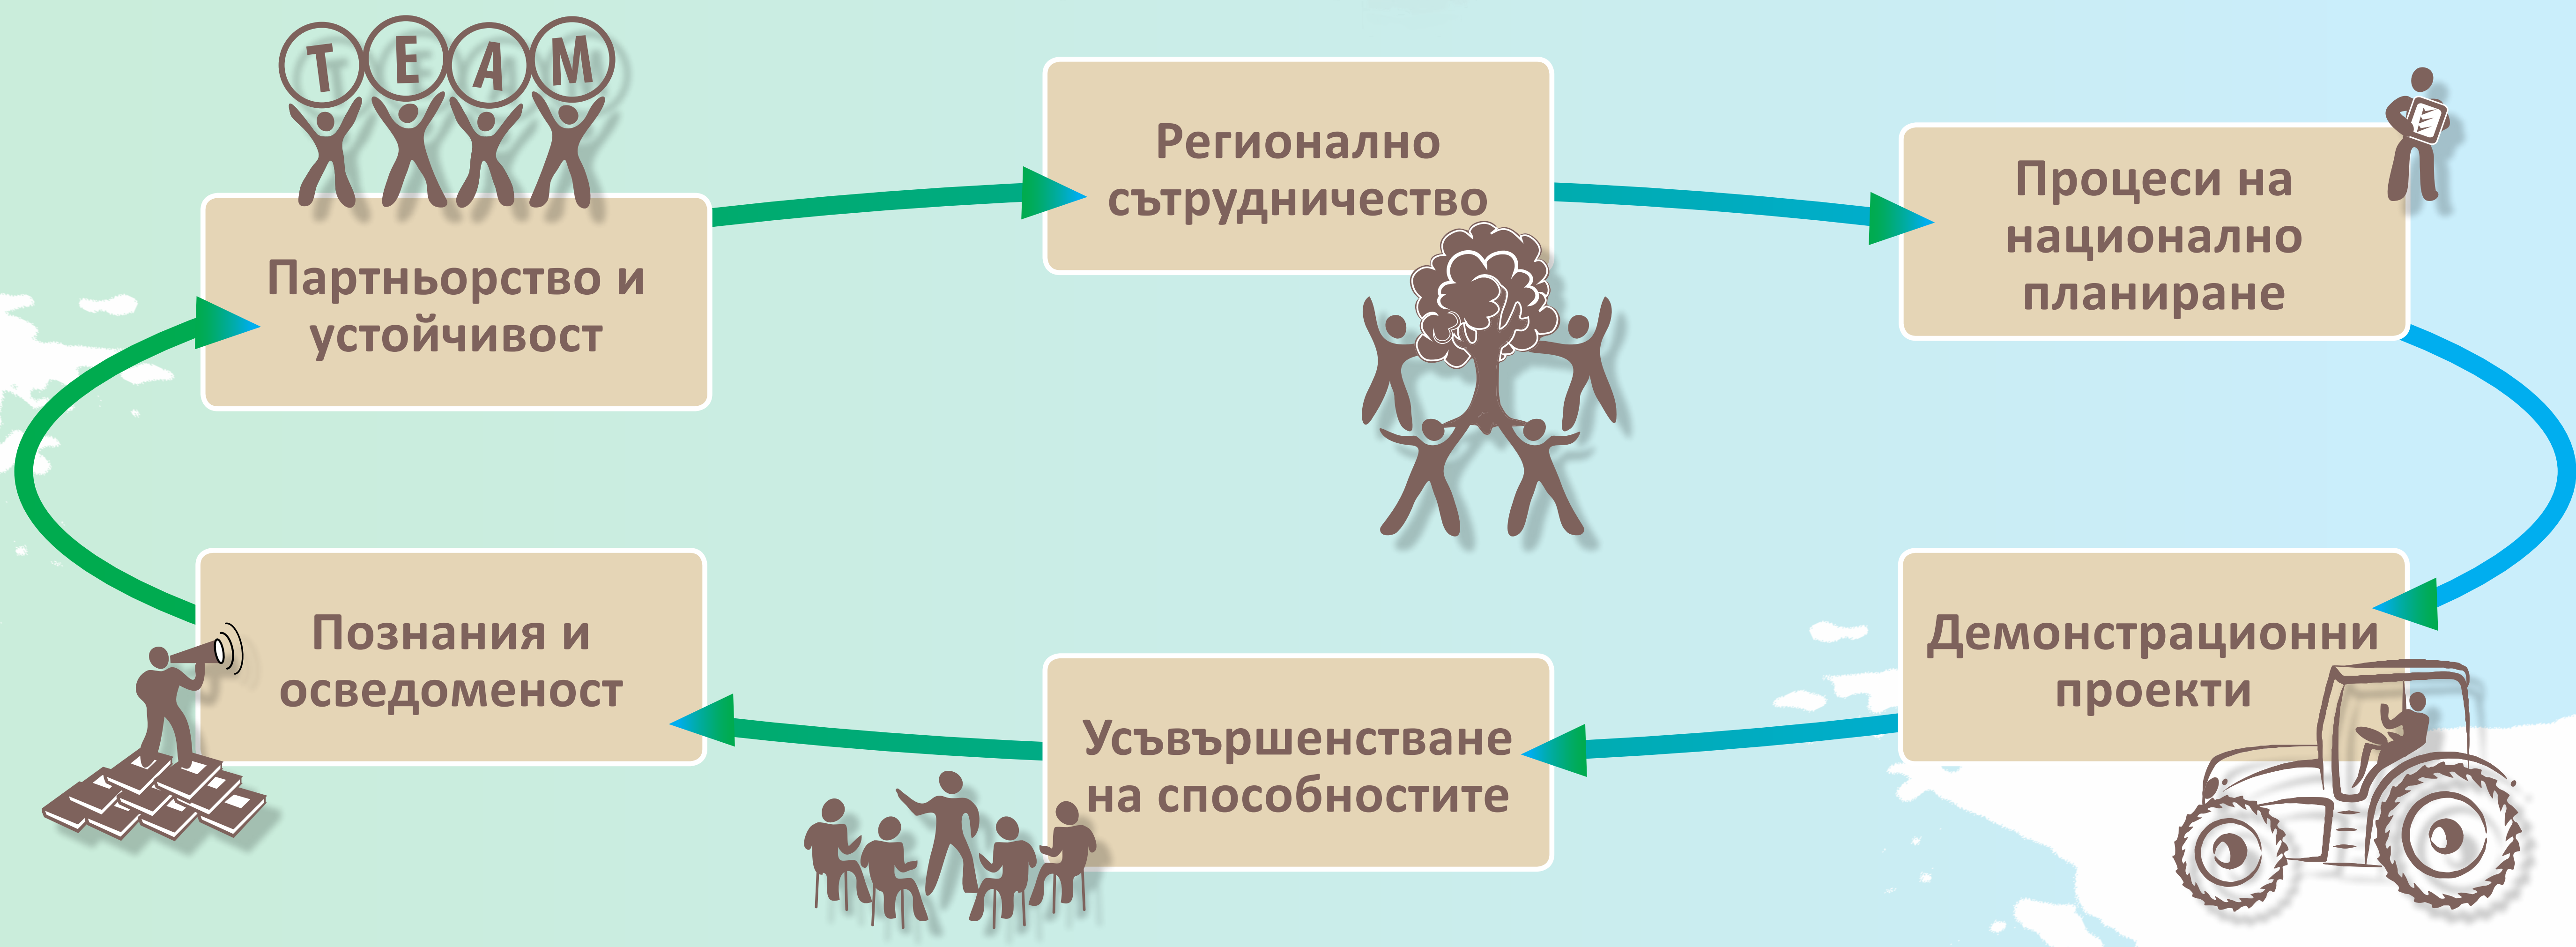 TEAM
Партньорство и
устойчивост
Регионално
сътрудничество
Процеси на
национално
планиране
Демонстрационни
проекти
Усъвършенстване
на способностите
Познания и
осведоменост